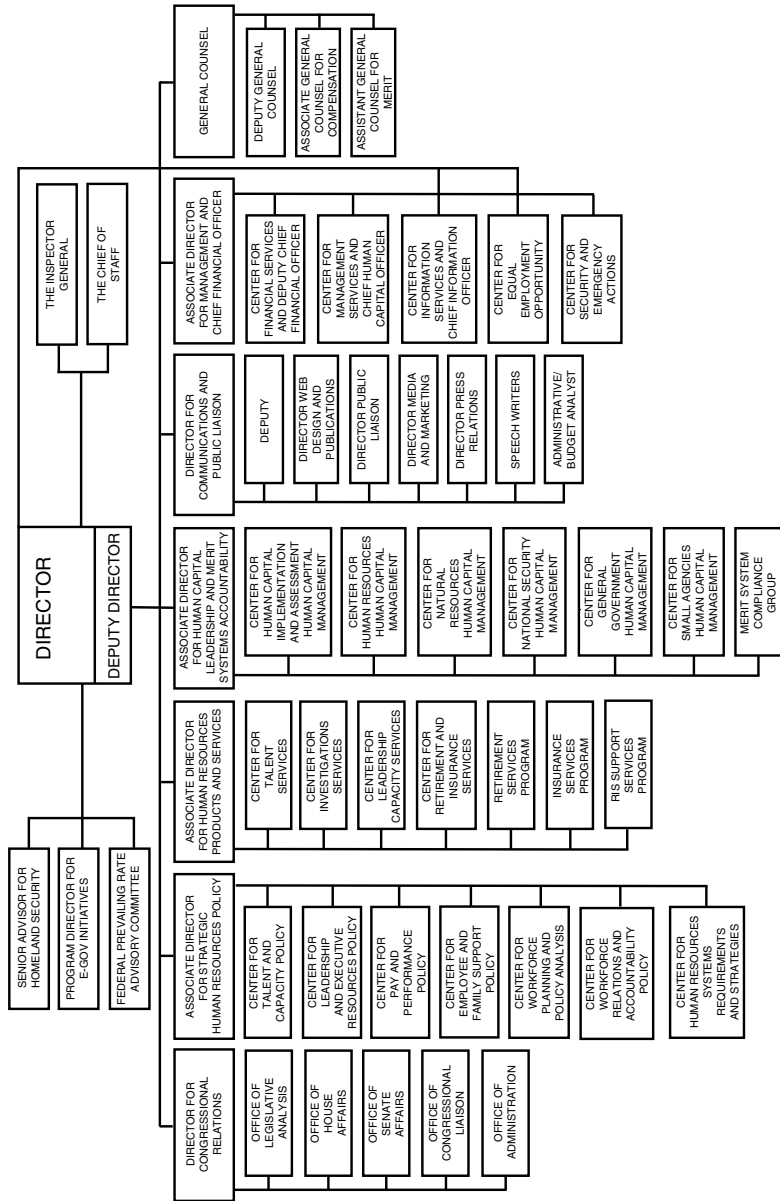 DIRECTOR
DEPUTY DIRECTOR
SENIOR ADVISOR FOR
HOMELAND SECURITY
PROGRAM DIRECTOR FOR
E-GOV INITIATIVES
FEDERAL PREVAILING RATE
ADVISORY COMMITTEE
THE INSPECTOR
GENERAL
THE CHIEF OF
STAFF
DIRECTOR FOR
CONGRESSIONAL
RELATIONS
OFFICE OF
LEGISLATIVE
ANALYSIS
OFFICE OF
HOUSE
AFFAIRS
OFFICE OF
SENATE
AFFAIRS
OFFICE OF
CONGRESSIONAL
LIAISON
OFFICE OF
ADMINISTRATION
ASSOCIATE DIRECTOR
FOR STRATEGIC
HUMAN RESOURCES POLICY
CENTER FOR
TALENT AND
CAPACITY POLICY
CENTER FOR
LEADERSHIP
AND EXECUTIVE
RESOURCES POLICY
CENTER FOR
PAY AND
PERFORMANCE
POLICY
CENTER FOR
EMPLOYEE AND
FAMILY SUPPORT
POLICY
CENTER FOR
WORKFORCE
PLANNING AND
POLICY ANALYSIS
CENTER FOR
WORKFORCE
RELATIONS AND
ACCOUNTABILITY
POLICY
CENTER FOR
HUMAN RESOURCES
SYSTEMS
REQUIREMENTS
AND STRATEGIES
ASSOCIATE DIRECTOR
FOR HUMAN RESOURCES
PRODUCTS AND SERVICES
CENTER FOR
TALENT
SERVICES
CENTER FOR
INVESTIGATIONS
SERVICES
CENTER FOR
LEADERSHIP
CAPACITY SERVICES
CENTER FOR
RETIREMENT AND
INSURANCE
SERVICES
RETIREMENT
SERVICES
PROGRAM
INSURANCE
SERVICES
PROGRAM
RIS SUPPORT
SERVICES
PROGRAM
ASSOCIATE DIRECTOR
FOR HUMAN CAPITAL
LEADERSHIP AND MERIT
SYSTEMS ACCOUNTABILITY
CENTER FOR
HUMAN CAPITAL
IMPLEMENTATION
AND ASSESSMENT
HUMAN CAPITAL
MANAGEMENT
CENTER FOR
HUMAN RESOURCES
HUMAN CAPITAL
MANAGEMENT
CENTER FOR
NATURAL
RESOURCES
HUMAN CAPITAL
MANAGEMENT
CENTER FOR
NATIONAL SECURITY
HUMAN CAPITAL
MANAGEMENT
CENTER FOR
GENERAL
GOVERNMENT
HUMAN CAPITAL
MANAGEMENT
CENTER FOR
SMALL AGENCIES
HUMAN CAPITAL
MANAGEMENT
MERIT SYSTEM
COMPLIANCE
GROUP
DIRECTOR FOR
COMMUNICATIONS AND
PUBLIC LIAISON
DEPUTY
DIRECTOR WEB
DESIGN AND
PUBLICATIONS
DIRECTOR PUBLIC
LIAISON
DIRECTOR MEDIA
AND MARKETING
DIRECTOR PRESS
RELATIONS
SPEECH WRITERS
ADMINISTRATIVE/
BUDGET ANALYST
ASSOCIATE DIRECTOR
FOR MANAGEMENT AND
CHIEF FINANCIAL OFFICER
CENTER FOR
FINANCIAL SERVICES
AND DEPUTY CHIEF
FINANCIAL OFFICER
CENTER FOR
MANAGEMENT
SERVICES AND
CHIEF HUMAN
CAPITAL OFFICER
CENTER FOR
INFORMATION
SERVICES AND
CHIEF INFORMATION
OFFICER
CENTER FOR
EQUAL
EMPLOYMENT
OPPORTUNITY
CENTER FOR
SECURITY AND
EMERGENCY
ACTIONS
GENERAL COUNSEL
DEPUTY GENERAL
COUNSEL
ASSOCIATE GENERAL
COUNSEL FOR
COMPENSATION
ASSISTANT GENERAL
COUNSEL FOR
MERIT